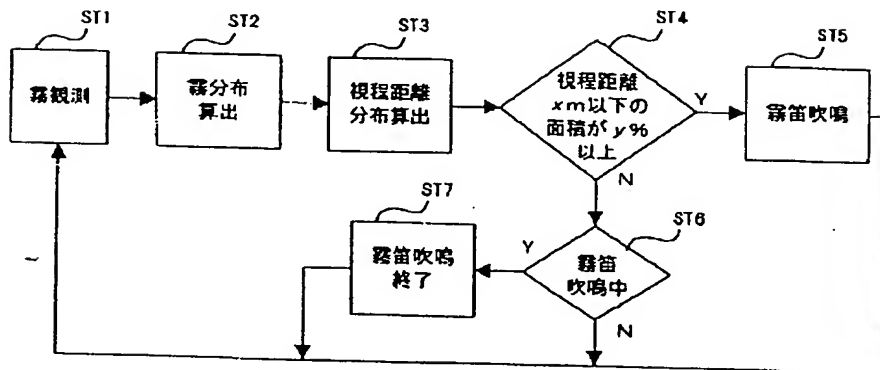 ST1
霧観測
ST2
霧分布
算出
ST3
視程距離
分布算出
ST4
視程距離
xm以下の
面積がy%
以上
Y
N
ST5
霧笛吹鳴
ST6
霧笛
吹鳴中
Y
N
ST7
霧笛吹鳴
終了